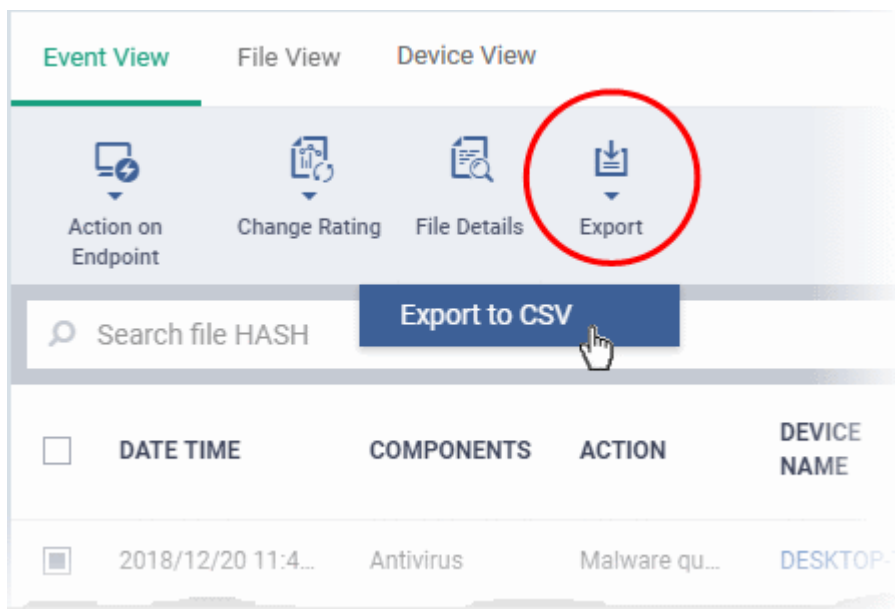 Event View File View Device View
Action on Endpoint
Change Rating
File Details
Export
Export to CSV
Search file HASH
DATE TIME COMPONENTS ACTION DEVICE NAME
2018/12/20 11:4... Antivirus Malware qu... DESKTOP-